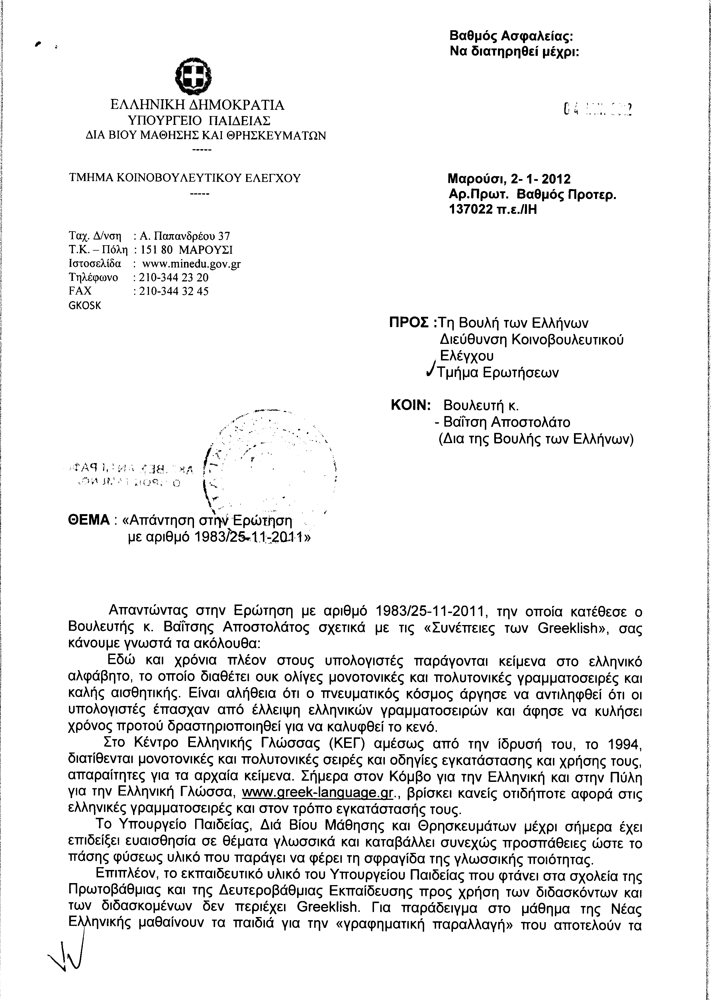 Βαθμός Ασφαλείας:
Να διατηρηθεί μέχρι:
ΕΛΛΗΝΙΚΗ ΔΗΜΟΚΡΑΤΙΑ
ΥΠΟΥΡΓΕΙΟ ΠΑΙΔΕΙΑΣ
ΔΙΑ ΒΙΟΥ ΜΑΘΗΣΗΣ ΚΑΙ ΘΡΗΣΚΕΥΜΑΤΩΝ
-----
ΤΜΗΜΑ ΚΟΙΝΟΒΟΥΛΕΥΤΙΚΟΥ ΕΛΕΓΧΟΥ
-----
Μαρούσι, 2- 1- 2012
Αρ.Πρωτ. Βαθμός Προτερ.
137022 π.ε./ΙΗ
Ταχ. Δ/νση : Α. Παπανδρέου 37
Τ.Κ. – Πόλη : 151 80 ΜΑΡΟΥΣΙ
Ιστοσελίδα : www.minedu.gov.gr
Τηλέφωνο : 210-344 23 20
FAX : 210-344 32 45
GKOSK
ΠΡΟΣ :Τη Βουλή των Ελλήνων
Διεύθυνση Κοινοβουλευτικού
Ελέγχου
Τμήμα Ερωτήσεων
ΚΟΙΝ: Βουλευτή κ.
- Βαΐτση Αποστολάτο
(Δια της Βουλής των Ελλήνων)
ΘΕΜΑ : «Απάντηση στην Ερώτηση
με αριθμό 1983/25-11-2011»
Απαντώντας στην Ερώτηση με αριθμό 1983/25-11-2011, την οποία κατέθεσε ο
Βουλευτής κ. Βαΐτσης Αποστολάτος σχετικά με τις «Συνέπειες των Greeklish», σας
κάνουμε γνωστά τα ακόλουθα:
Εδώ και χρόνια πλέον στους υπολογιστές παράγονται κείμενα στο ελληνικό
αλφάβητο, το οποίο διαθέτει ουκ ολίγες μονοτονικές και πολυτονικές γραμματοσειρές και
καλής αισθητικής. Είναι αλήθεια ότι ο πνευματικός κόσμος άργησε να αντιληφθεί ότι οι
υπολογιστές έπασχαν από έλλειψη ελληνικών γραμματοσειρών και άφησε να κυλήσει
χρόνος προτού δραστηριοποιηθεί για να καλυφθεί το κενό.
Στο Κέντρο Ελληνικής Γλώσσας (ΚΕΓ) αμέσως από την ίδρυσή του, το 1994,
διατίθενται μονοτονικές και πολυτονικές σειρές και οδηγίες εγκατάστασης και χρήσης τους,
απαραίτητες για τα αρχαία κείμενα. Σήμερα στον Κόμβο για την Ελληνική και στην Πύλη
για την Ελληνική Γλώσσα, www.greek-language.gr., βρίσκει κανείς οτιδήποτε αφορά στις
ελληνικές γραμματοσειρές και στον τρόπο εγκατάστασής τους.
Το Υπουργείο Παιδείας, Διά Βίου Μάθησης και Θρησκευμάτων μέχρι σήμερα έχει
επιδείξει ευαισθησία σε θέματα γλωσσικά και καταβάλλει συνεχώς προσπάθειες ώστε το
πάσης φύσεως υλικό που παράγει να φέρει τη σφραγίδα της γλωσσικής ποιότητας.
Επιπλέον, το εκπαιδευτικό υλικό του Υπουργείου Παιδείας που φτάνει στα σχολεία της
Πρωτοβάθμιας και της Δευτεροβάθμιας Εκπαίδευσης προς χρήση των διδασκόντων και
των διδασκομένων δεν περιέχει Greeklish. Για παράδειγμα στο μάθημα της Νέας
Ελληνικής μαθαίνουν τα παιδιά για την «γραφηματική παραλλαγή» που αποτελούν τα